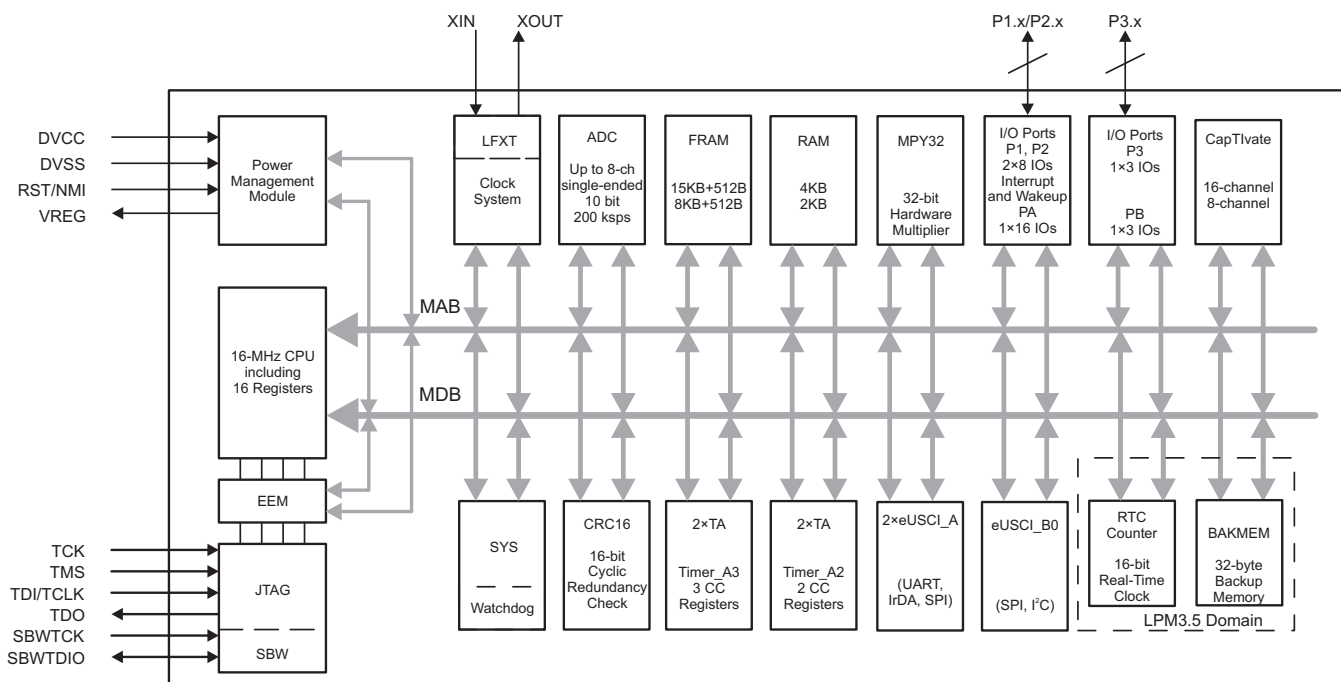 XIN
XOUT
P1.x/P2.x
P3.x
DVCC
DVSS
RST/NMI
VREG
Power
Management
Module
LFXT
Clock
System
ADC
Up to 8-ch
single-ended
10 bit
200 ksps
FRAM
15KB+512B
8KB+512B
RAM
4KB
2KB
MPY32
32-bit
Hardware
Multiplier
I/O Ports
P1, P2
2×8 IOs
Interrupt
and Wakeup
PA
1×16 IOs
I/O Ports
P3
1×3 IOs
PB
1×3 IOs
CapTIvate
16-channel
8-channel
MAB
16-MHz CPU
including
16 Registers
MDB
EEM
TCK
TMS
TDI/TCLK
TDO
SBWTCK
SBWTDIO
JTAG
SBW
SYS
Watchdog
CRC16
16-bit
Cyclic
Redundancy
Check
2×TA
Timer_A3
3 CC
Registers
2×TA
Timer_A2
2 CC
Registers
2×eUSCI_A
(UART,
IrDA, SPI)
eUSCI_B0
(SPI, I²C)
RTC
Counter
16-bit
Real-Time
Clock
BAKMEM
32-byte
Backup
Memory
LPM3.5 Domain